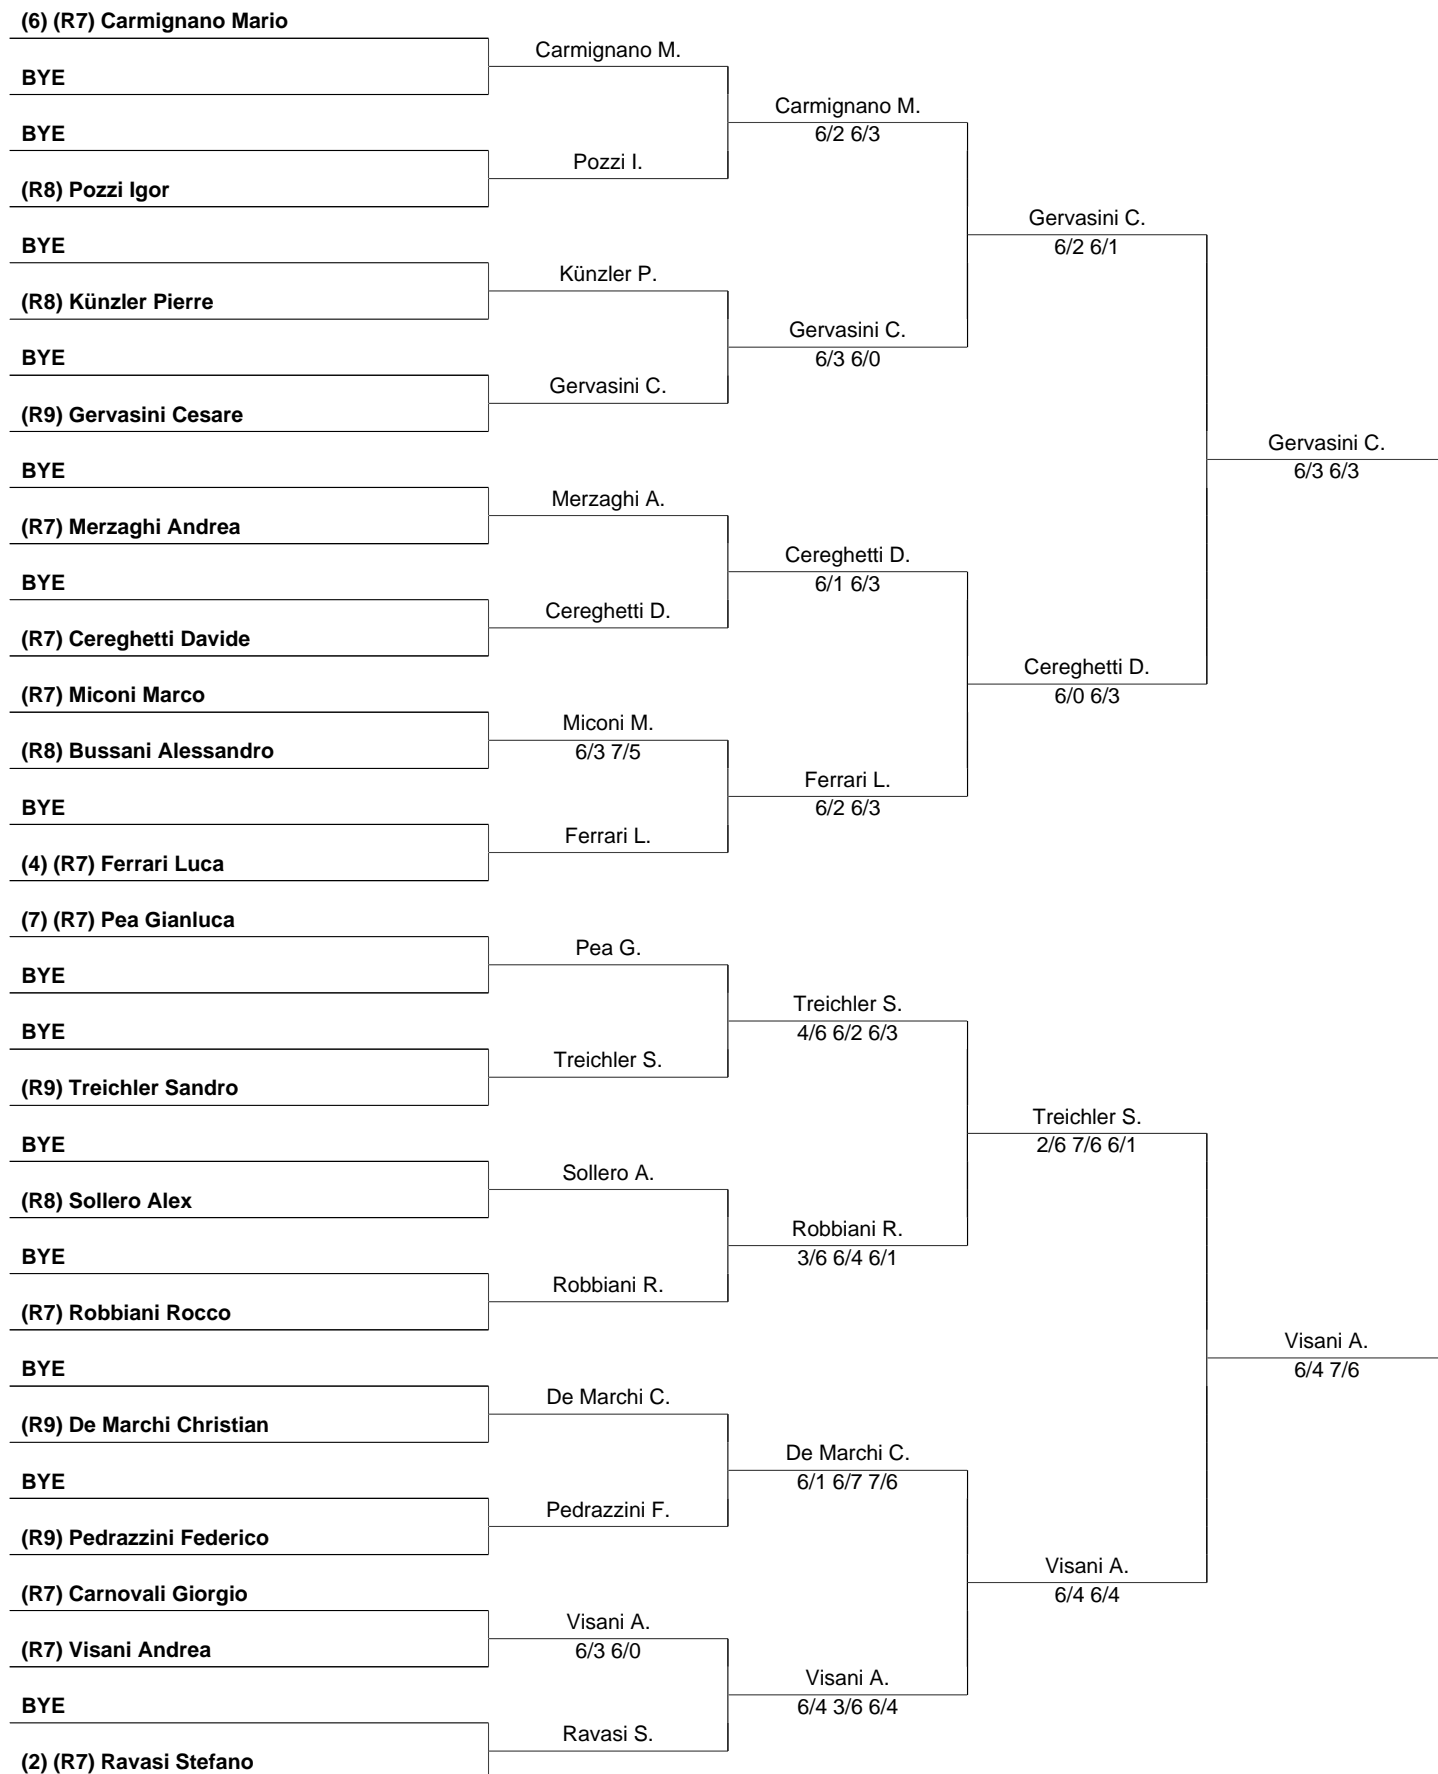 (6) (R7) Carmignano Mario
Carmignano M.
BYE
Carmignano M.
6/2 6/3
BYE
Pozzi I.
(R8) Pozzi Igor
Gervasini C.
6/2 6/1
BYE
Künzler P.
(R8) Künzler Pierre
Gervasini C.
6/3 6/0
BYE
Gervasini C.
(R9) Gervasini Cesare
Gervasini C.
6/3 6/3
BYE
Merzaghi A.
(R7) Merzaghi Andrea
Cereghetti D.
6/1 6/3
BYE
Cereghetti D.
(R7) Cereghetti Davide
Cereghetti D.
6/0 6/3
(R7) Miconi Marco
Miconi M.
6/3 7/5
(R8) Bussani Alessandro
Ferrari L.
6/2 6/3
BYE
Ferrari L.
(4) (R7) Ferrari Luca
(7) (R7) Pea Gianluca
Pea G.
BYE
Treichler S.
4/6 6/2 6/3
BYE
Treichler S.
(R9) Treichler Sandro
Treichler S.
2/6 7/6 6/1
BYE
Sollero A.
(R8) Sollero Alex
Robbiani R.
3/6 6/4 6/1
BYE
Robbiani R.
(R7) Robbiani Rocco
Visani A.
6/4 7/6
BYE
De Marchi C.
(R9) De Marchi Christian
De Marchi C.
6/1 6/7 7/6
BYE
Pedrazzini F.
(R9) Pedrazzini Federico
Visani A.
6/4 6/4
(R7) Carnovali Giorgio
Visani A.
6/3 6/0
(R7) Visani Andrea
Visani A.
6/4 3/6 6/4
BYE
Ravasi S.
(2) (R7) Ravasi Stefano